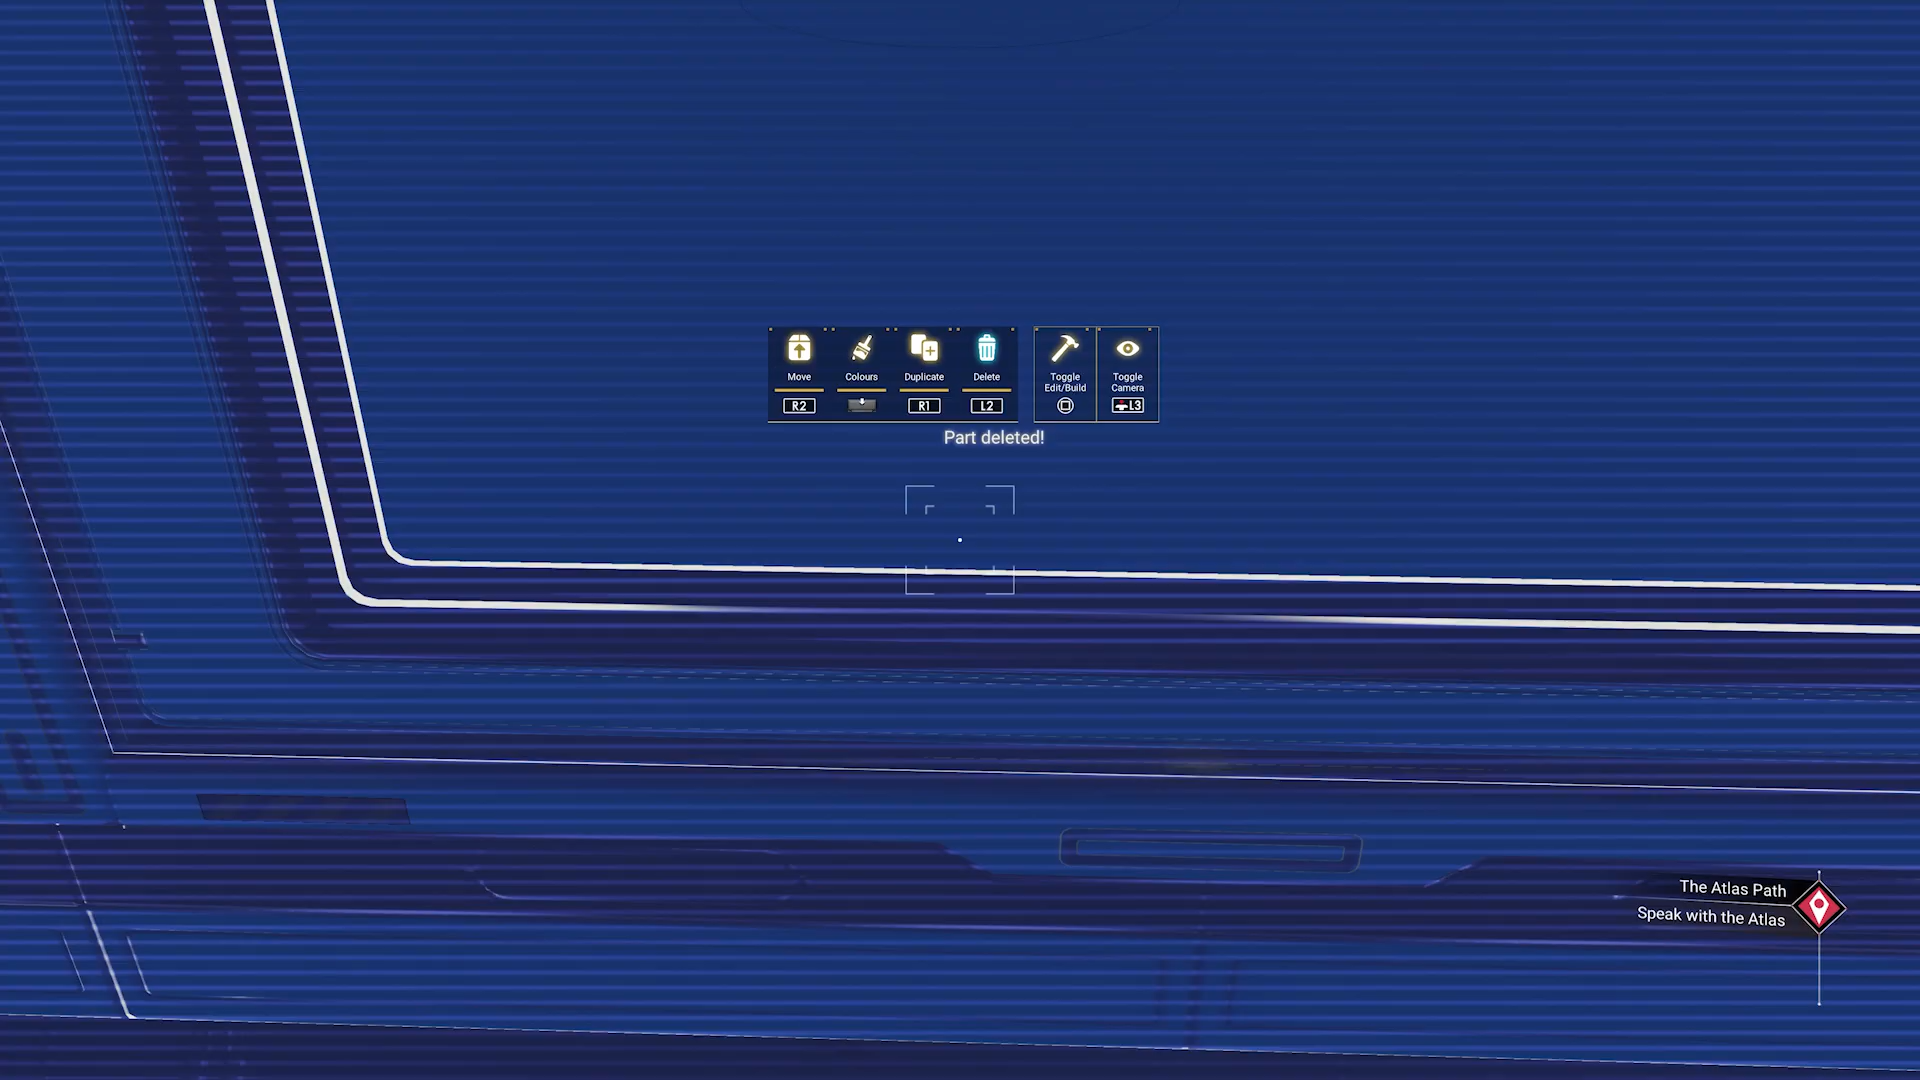 Move
Colours
Duplicate
Delete
Toggle
Edit/Build
Toggle
Camera
R2
R1
L2
L3
Part deleted!
The Atlas Path
Speak with the Atlas